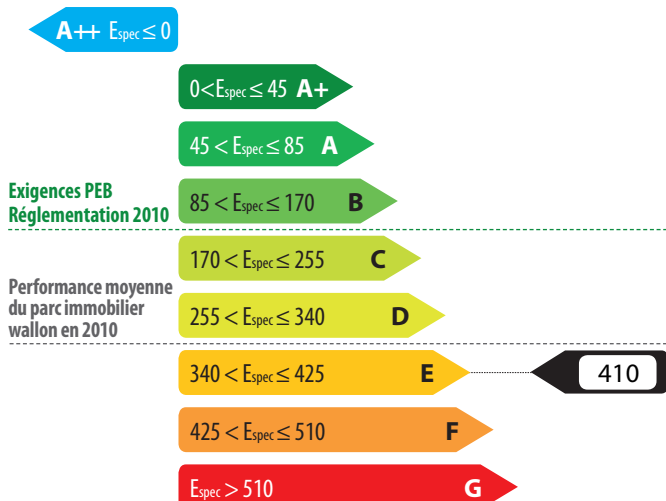 A++ Espec ≤ 0
0<Espec ≤ 45 A+
45 < Espec ≤ 85 A
Exigences PEB
Réglementation 2010
85 < Espec ≤ 170 B
170 < Espec ≤ 255 C
Performance moyenne
du parc immobilier
wallon en 2010
255 < Espec ≤ 340 D
340 < Espec ≤ 425 E
410
425 < Espec ≤ 510 F
Espec > 510 G